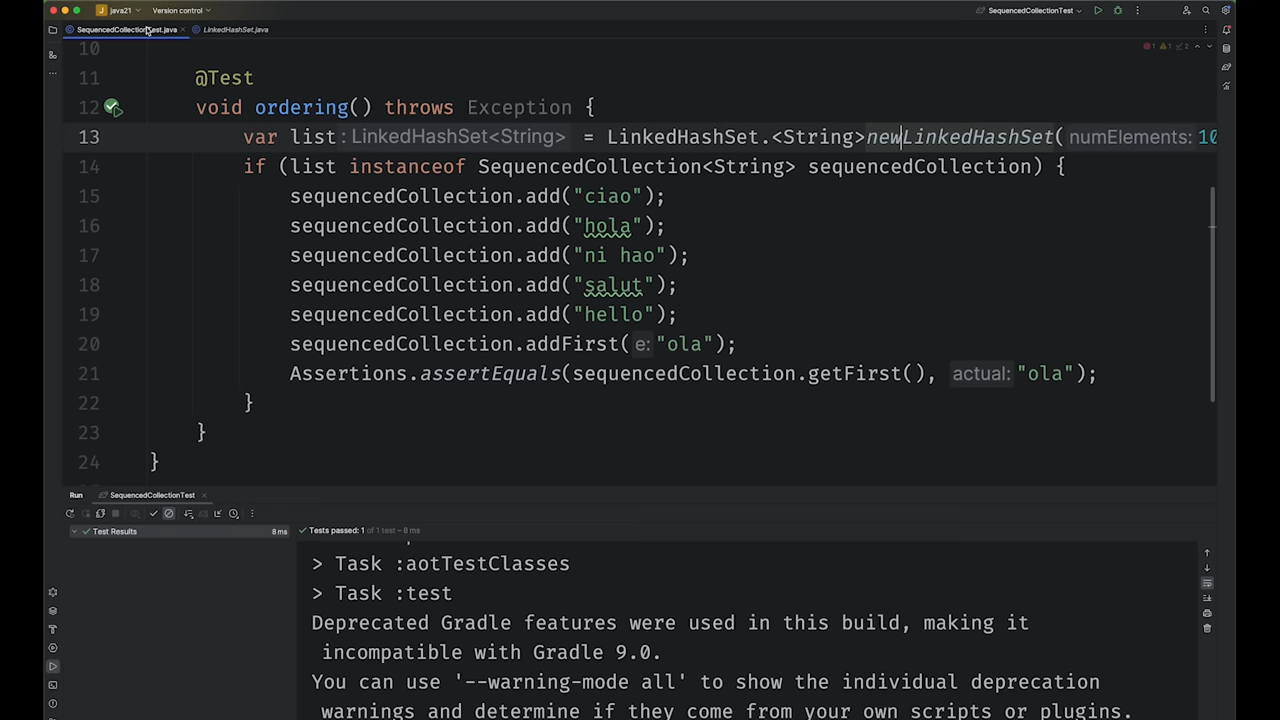 java21 Version control SequencedCollectionTest
SequencedCollectionTest.java LinkedHashSet.java
10
11 @Test 1 1 2
12 void ordering() throws Exception {
13 var list : LinkedHashSet<String> = LinkedHashSet.<String>newLinkedHashSet( numElements: 10
14 if (list instanceof SequencedCollection<String> sequencedCollection) {
15 sequencedCollection.add("ciao");
16 sequencedCollection.add("hola");
17 sequencedCollection.add("ni hao");
18 sequencedCollection.add("salut");
19 sequencedCollection.add("hello");
20 sequencedCollection.addFirst( e: "ola");
21 Assertions.assertEquals(sequencedCollection.getFirst(), actual: "ola");
22 }
23 }
24 }
Run SequencedCollectionTest
Test Results 8 ms
Tests passed: 1 of 1 test – 8 ms
> Task :aotTestClasses
> Task :test
Deprecated Gradle features were used in this build, making it
incompatible with Gradle 9.0.
You can use '--warning-mode all' to show the individual deprecation
warnings and determine if they come from your own scripts or plugins.